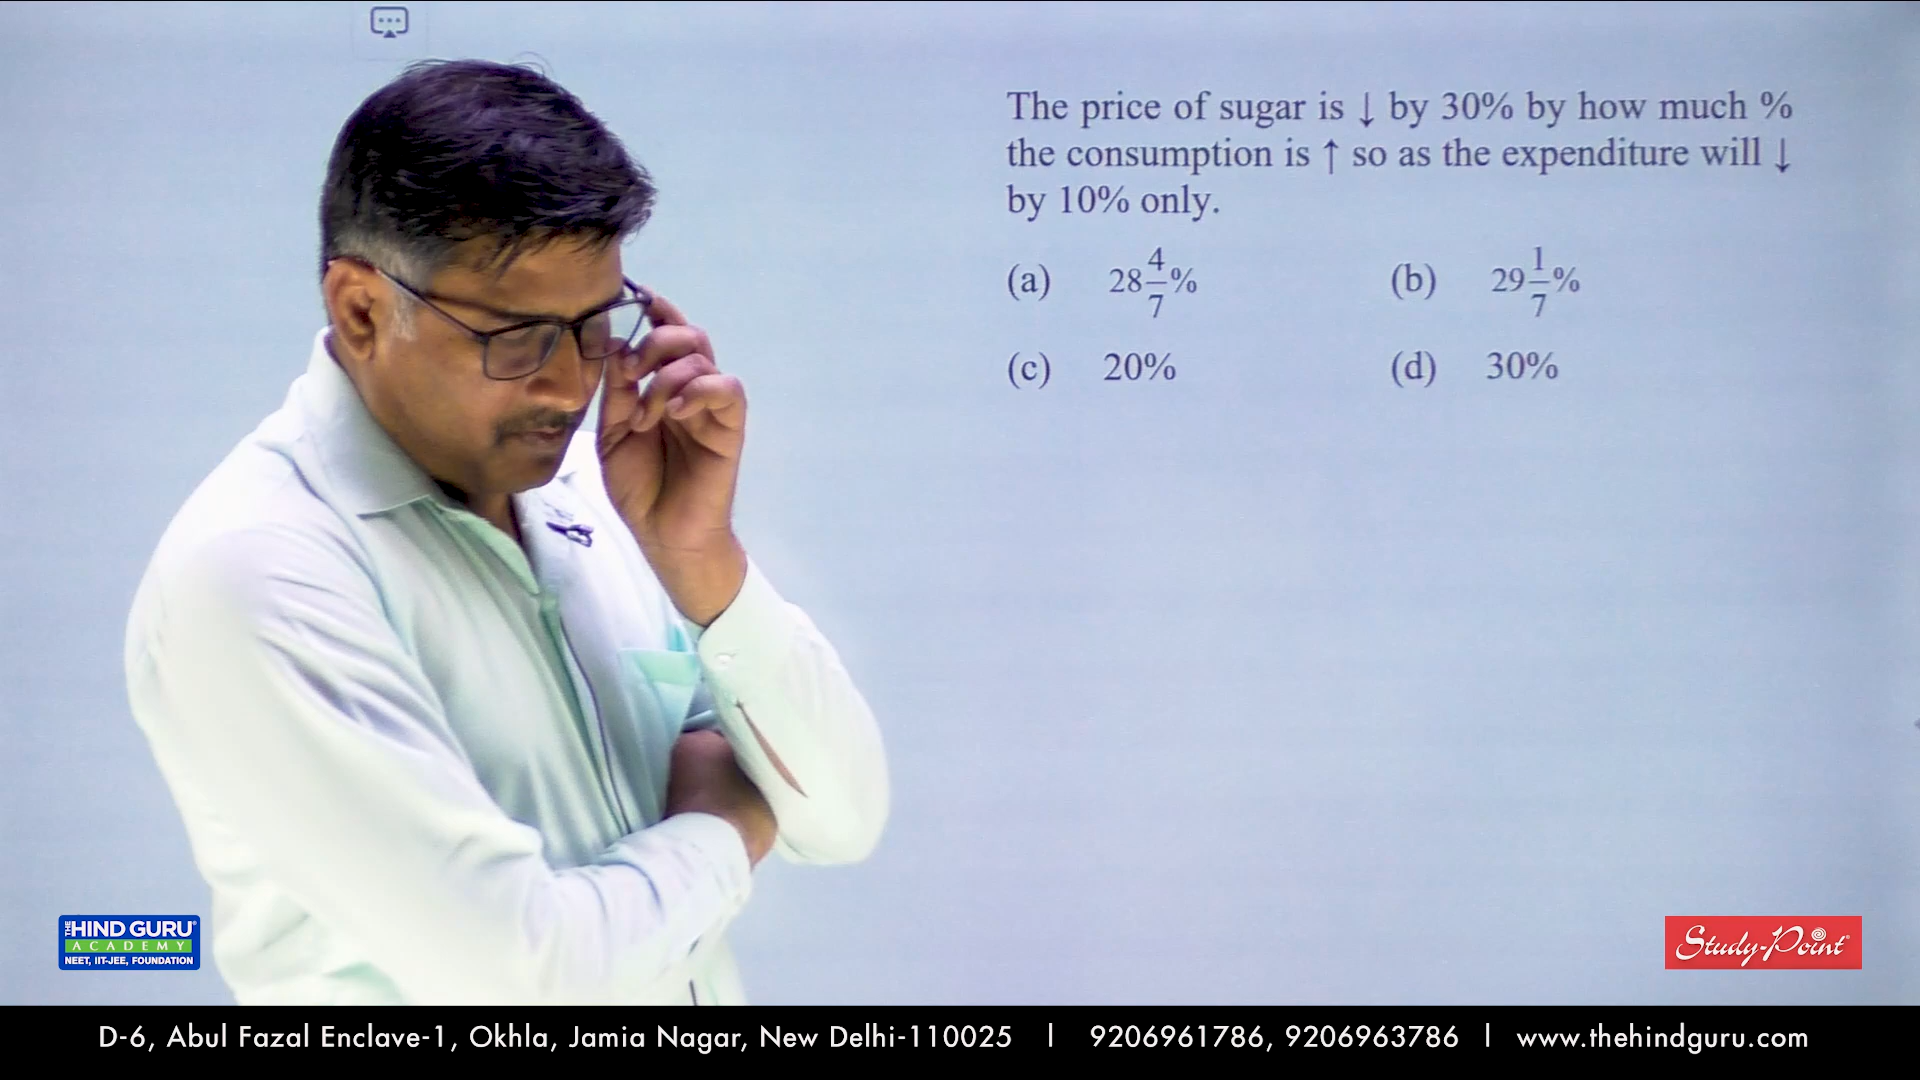 The price of sugar is ↓ by 30% by how much %
the consumption is ↑ so as the expenditure will ↓
by 10% only.
(a) 28 4/7 % (b) 29 1/7 %
(c) 20% (d) 30%
THE HIND GURU
ACADEMY
NEET, IIT-JEE, FOUNDATION
Study-Point
D-6, Abul Fazal Enclave-1, Okhla, Jamia Nagar, New Delhi-110025 | 9206961786, 9206963786 | www.thehindguru.com